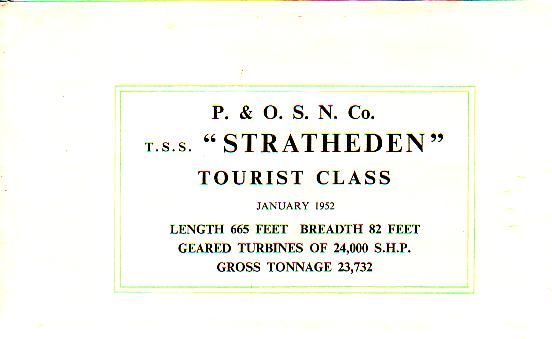 P. & O. S. N. Co.
T.S.S. “STRATHEDEN”
TOURIST CLASS
JANUARY 1952
LENGTH 665 FEET BREADTH 82 FEET
GEARED TURBINES OF 24,000 S.H.P.
GROSS TONNAGE 23,732